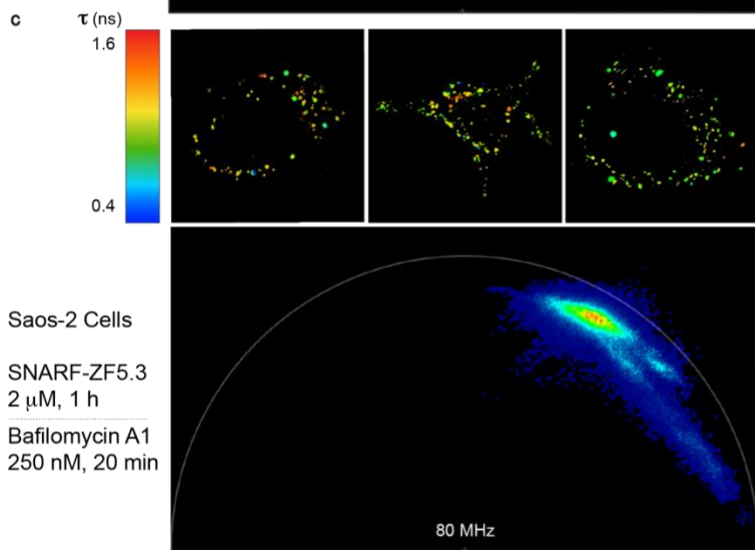 c
τ (ns)
1.6
0.4
Saos-2 Cells
SNARF-ZF5.3
2 μM, 1 h
Bafilomycin A1
250 nM, 20 min
80 MHz